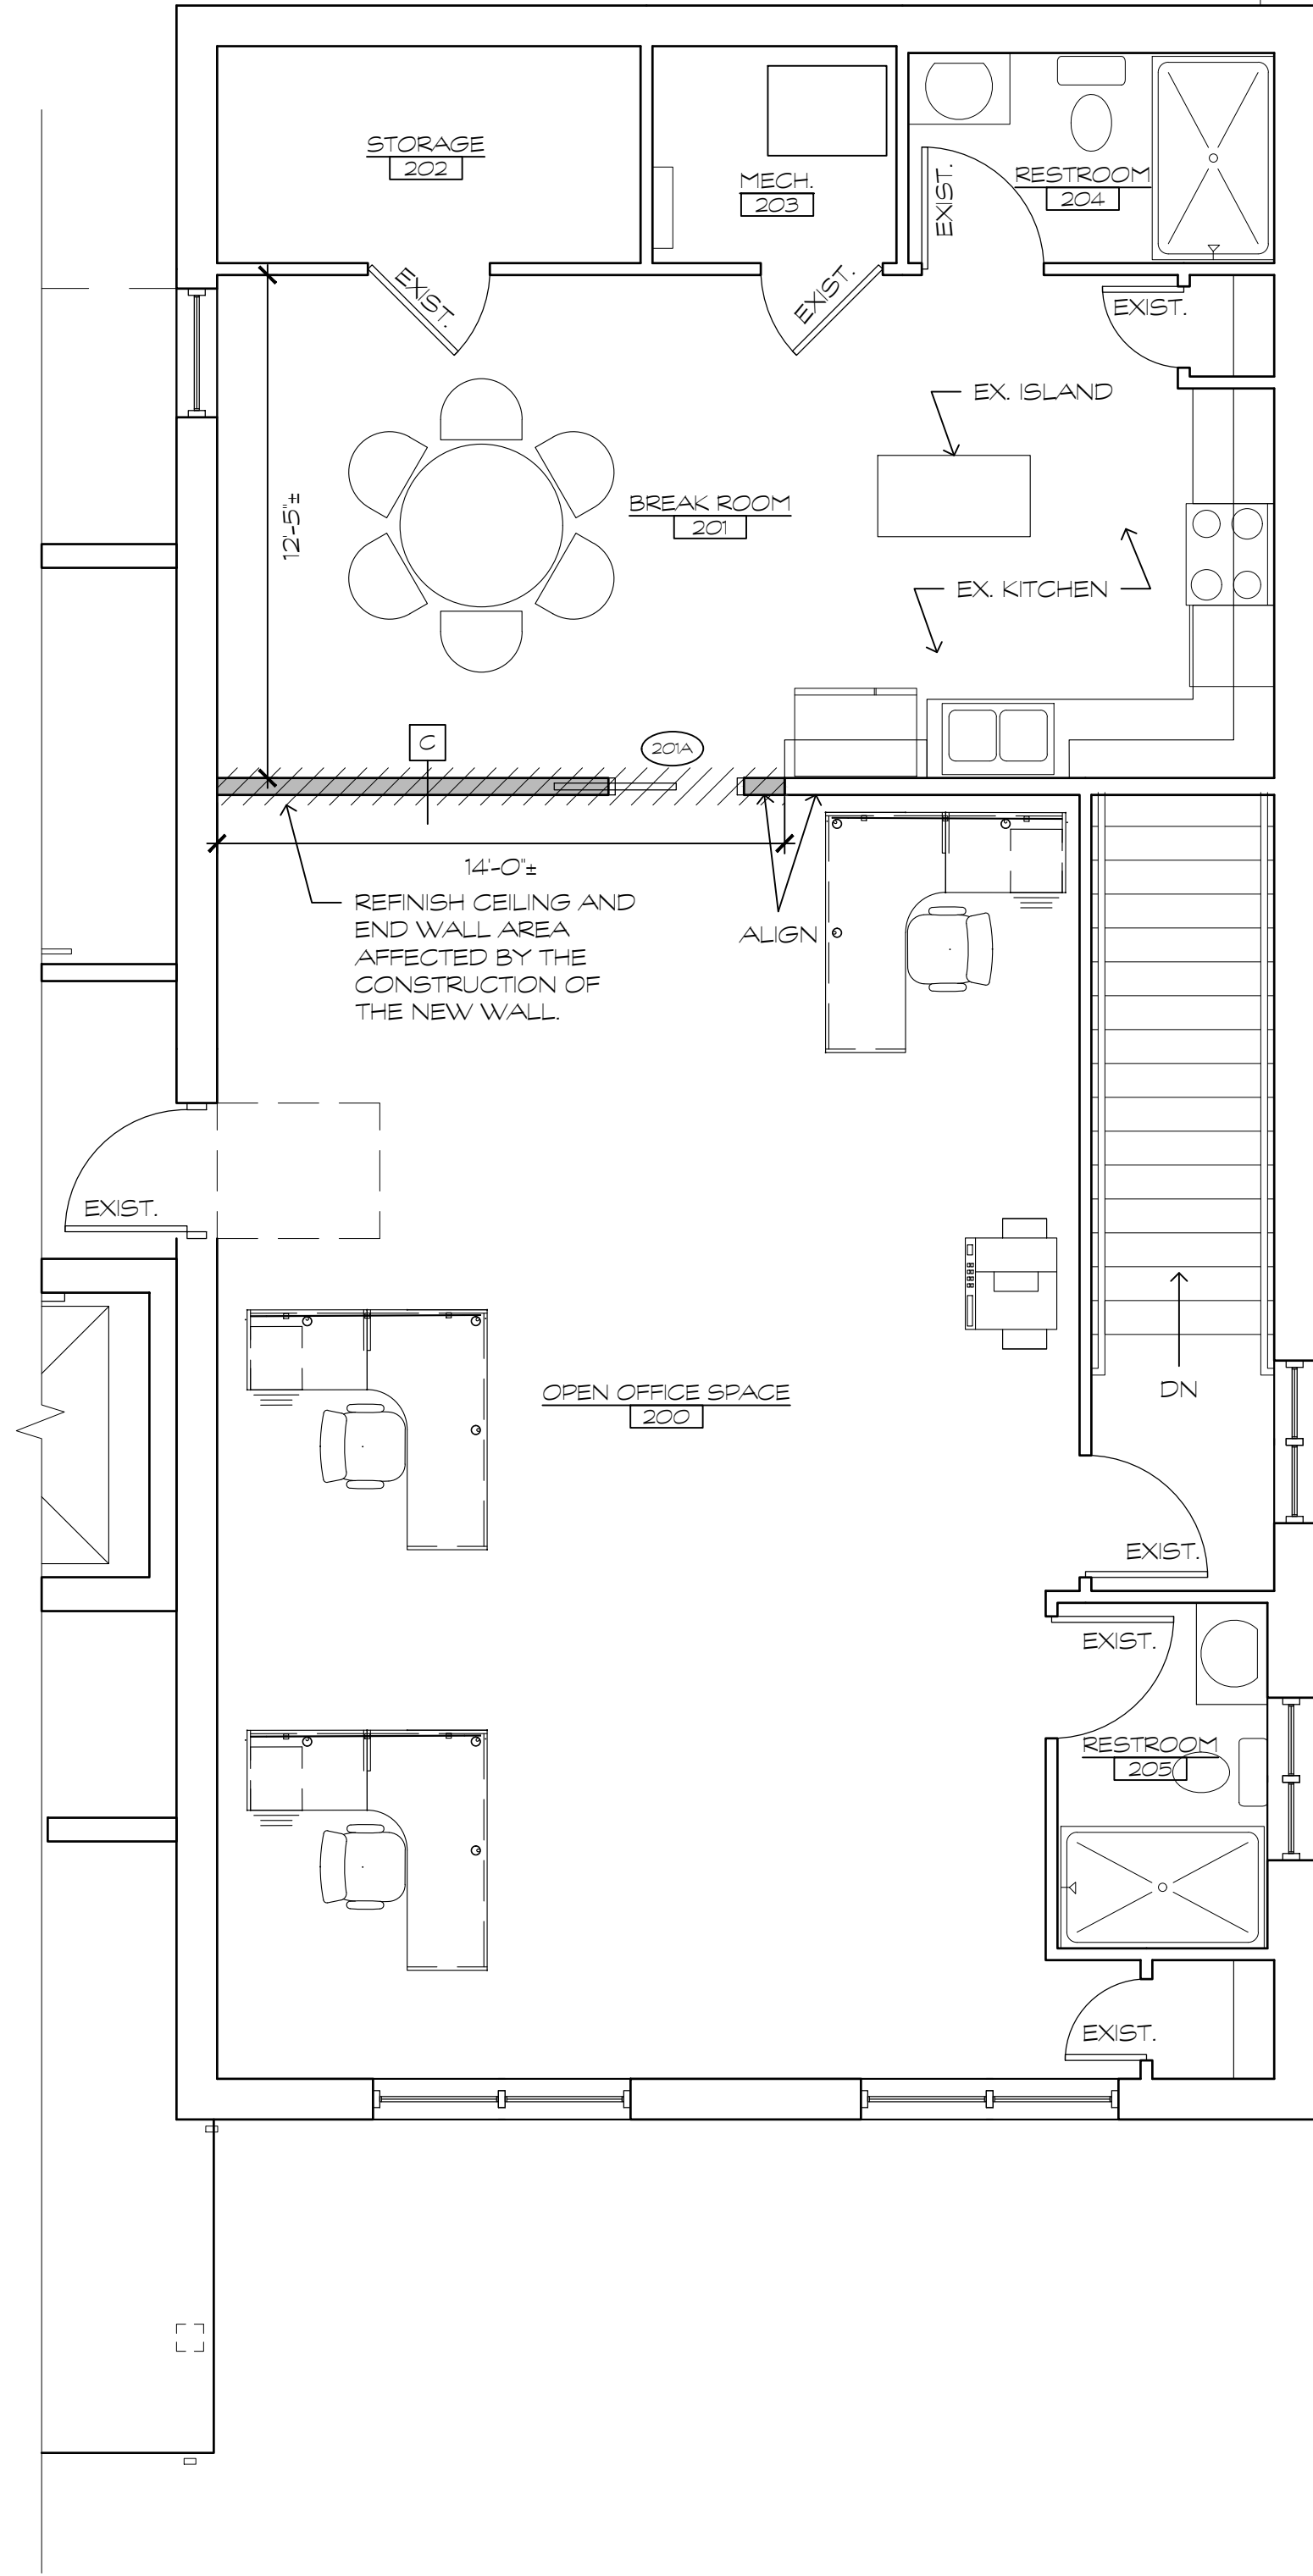 STORAGE
202
MECH.
203
RESTROOM
204
EXIST.
EXIST.
EXIST.
EXIST.
EX. ISLAND
BREAK ROOM
201
12'-5"±
EX. KITCHEN
C
201A
14'-0"±
REFINISH CEILING AND
END WALL AREA
AFFECTED BY THE
CONSTRUCTION OF
THE NEW WALL.
ALIGN
EXIST.
OPEN OFFICE SPACE
200
DN
EXIST.
EXIST.
RESTROOM
205
EXIST.